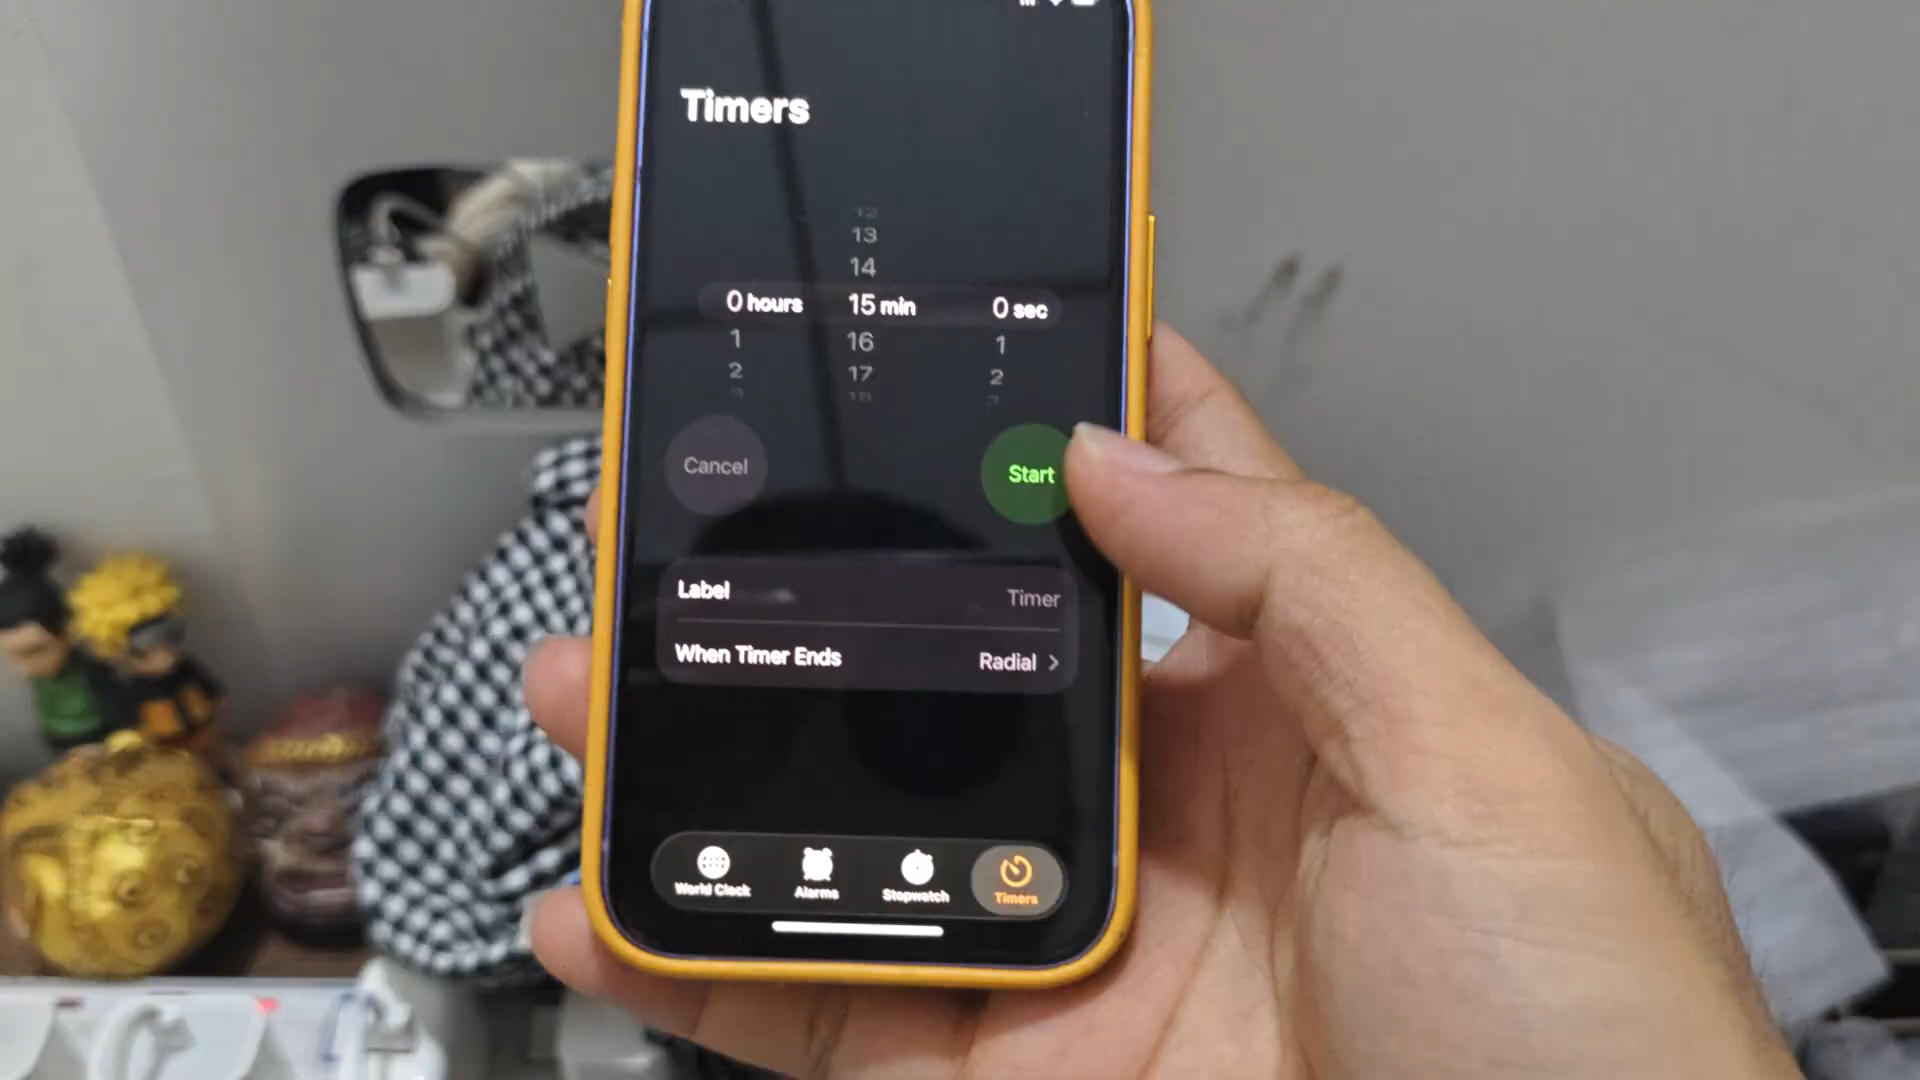 Timers
12
13
14
0 hours 15 min 0 sec
1 16 1
2 17 2
Cancel Start
Label Timer
When Timer Ends Radial >
World Clock Alarms Stopwatch Timers